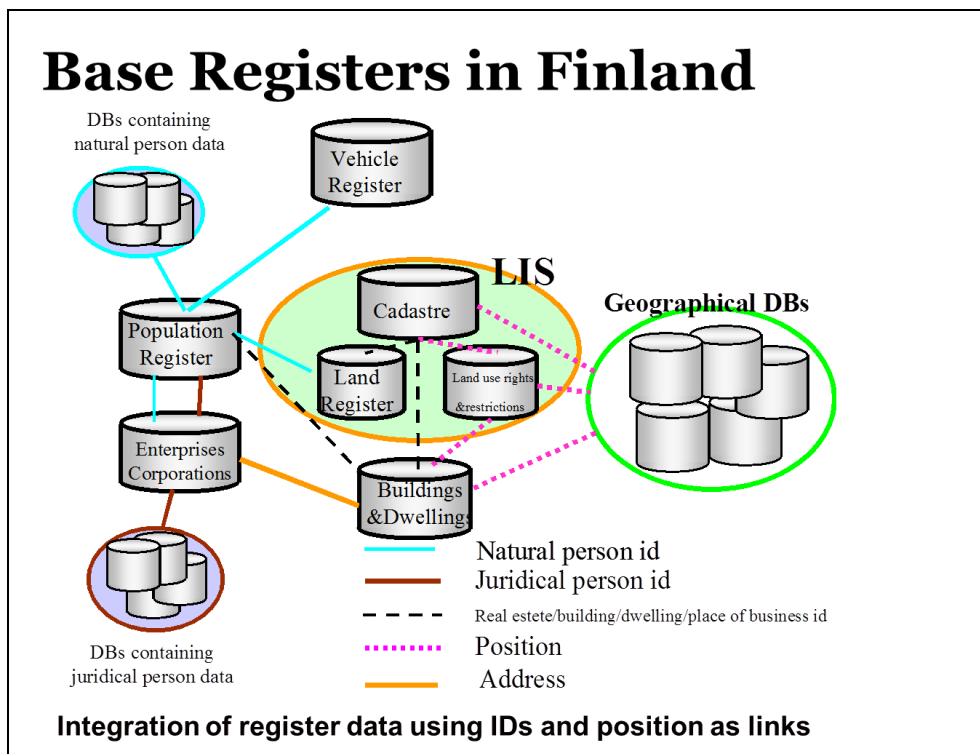 Base Registers in Finland
DBs containing
natural person data
Vehicle
Register
LIS
Cadastre
Geographical DBs
Population
Register
Land
Register
Land use rights
&restrictions
Enterprises
Corporations
Buildings
&Dwellings
Natural person id
Juridical person id
Real estete/building/dwelling/place of business id
Position
Address
DBs containing
juridical person data
Integration of register data using IDs and position as links